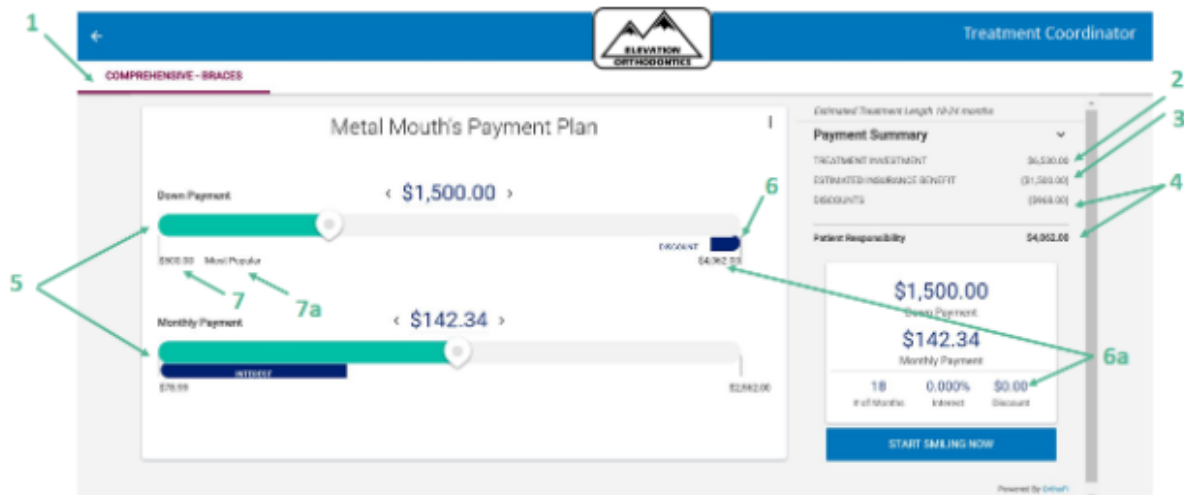 1
←
ELEVATION
ORTHODONTICS
Treatment Coordinator
COMPREHENSIVE - BRACES
2
3
4
Estimated Treatment Length 18-24 months
Metal Mouth's Payment Plan
Payment Summary
TREATMENT INVESTMENT $6,530.00
ESTIMATED INSURANCE BENEFIT ($1,500.00)
DISCOUNTS ($968.00)
Patient Responsibility $4,062.00
Down Payment
‹ $1,500.00 ›
6
DISCOUNT
$500.00 Most Popular
$4,062.00
5
7
7a
Monthly Payment
‹ $142.34 ›
INTEREST
$78.99
$2,562.00
$1,500.00
Down Payment
$142.34
Monthly Payment
6a
18 0.000% $0.00
# of Months Interest Discount
START SMILING NOW
Powered By OrthoFi